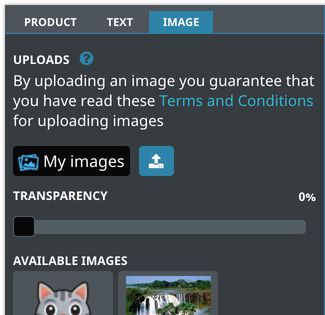 PRODUCT TEXT IMAGE
UPLOADS ?
By uploading an image you guarantee that
you have read these Terms and Conditions
for uploading images
My images
TRANSPARENCY 0%
AVAILABLE IMAGES